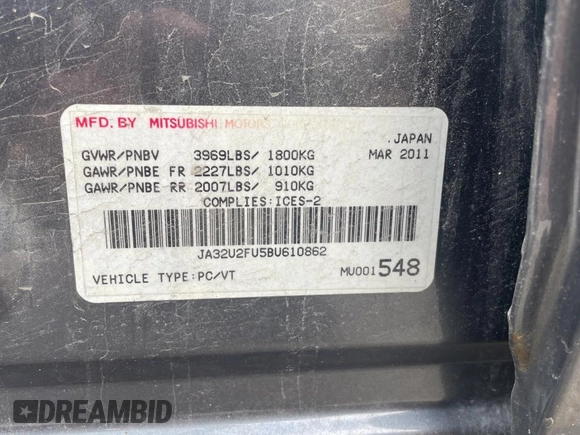 MFD. BY MITSUBISHI MOTORS
JAPAN
GVWR/PNBV 3969LBS/ 1800KG MAR 2011
GAWR/PNBE FR 2227LBS/ 1010KG
GAWR/PNBE RR 2007LBS/ 910KG
COMPLIES:ICES-2
JA32U2FU5BU610862
VEHICLE TYPE:PC/VT MU001548
DREAMBID